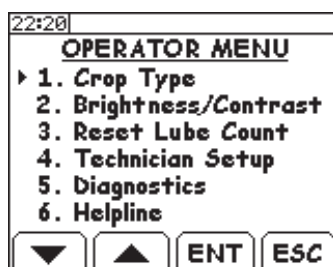 22:20
OPERATOR MENU
1. Crop Type
2. Brightness/Contrast
3. Reset Lube Count
4. Technician Setup
5. Diagnostics
6. Helpline
ENT ESC